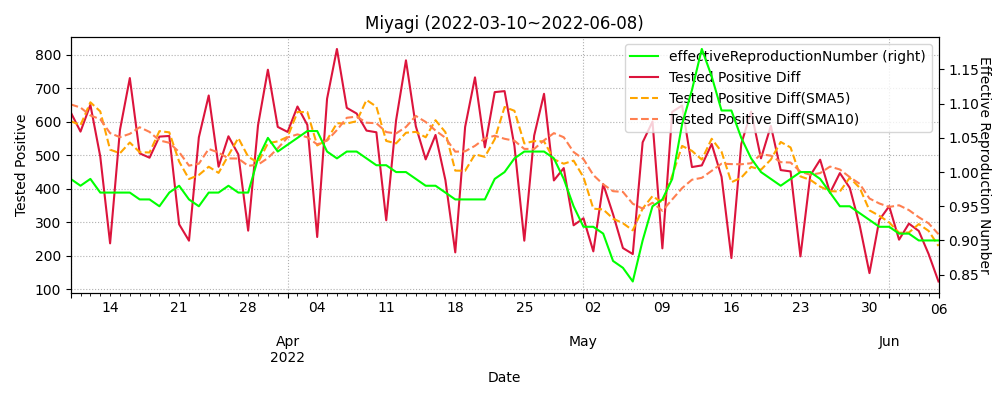 Miyagi (2022-03-10~2022-06-08)
effectiveReproductionNumber (right)
Tested Positive Diff
Tested Positive Diff(SMA5)
Tested Positive Diff(SMA10)
Tested Positive
800
700
600
500
400
300
200
100
1.15
1.10
1.05
1.00
0.95
0.90
0.85
Effective Reproduction Number
14 21 28 04 11 18 25 02 09 16 23 30 06
Apr May Jun
2022
Date